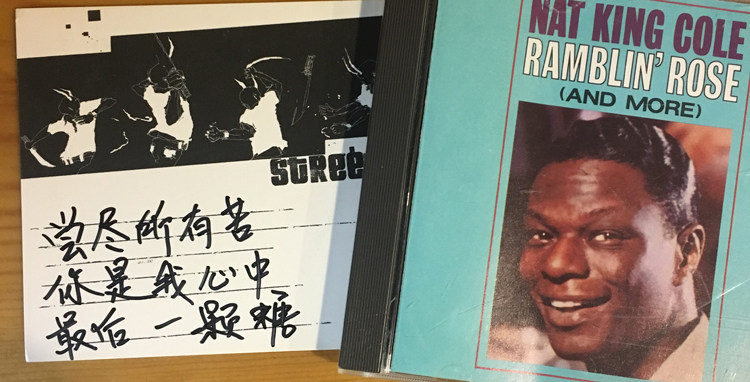 Street
尝尽所有苦
你是我心中
最后一颗糖
NAT KING COLE
RAMBLIN' ROSE
(AND MORE)